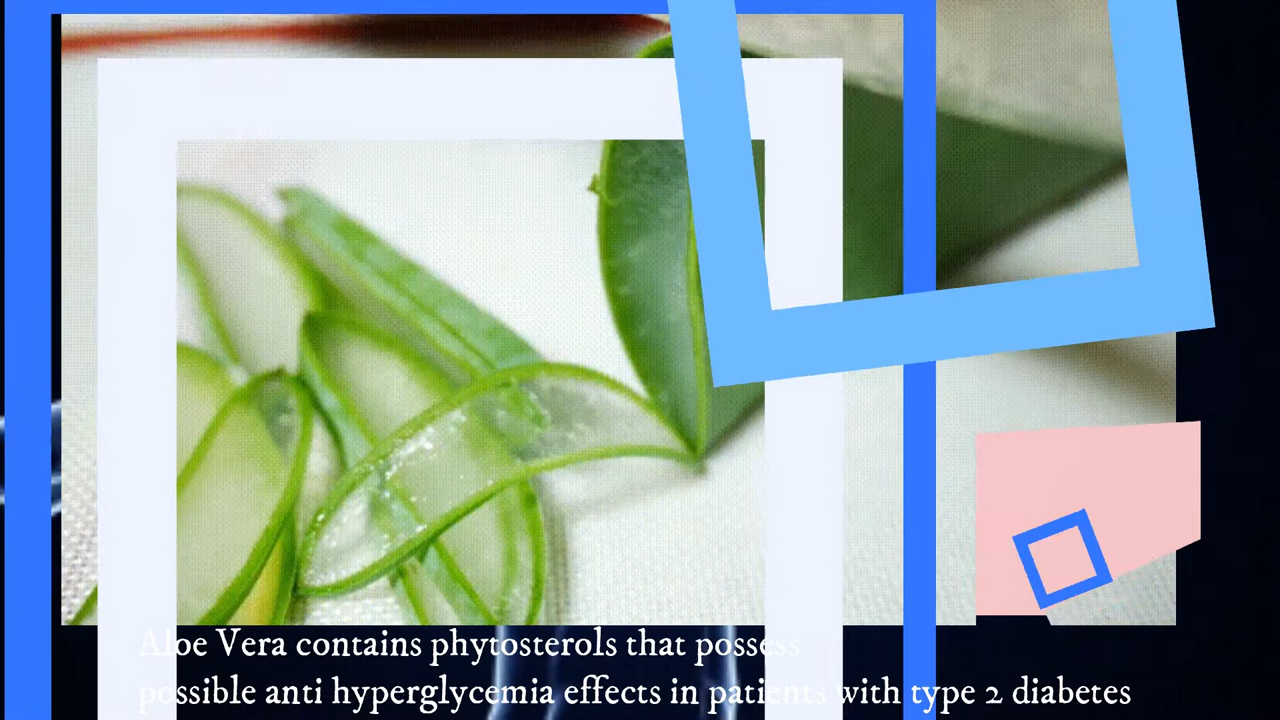 Aloe Vera contains phytosterols that possess
possible anti hyperglycemia effects in patients with type 2 diabetes